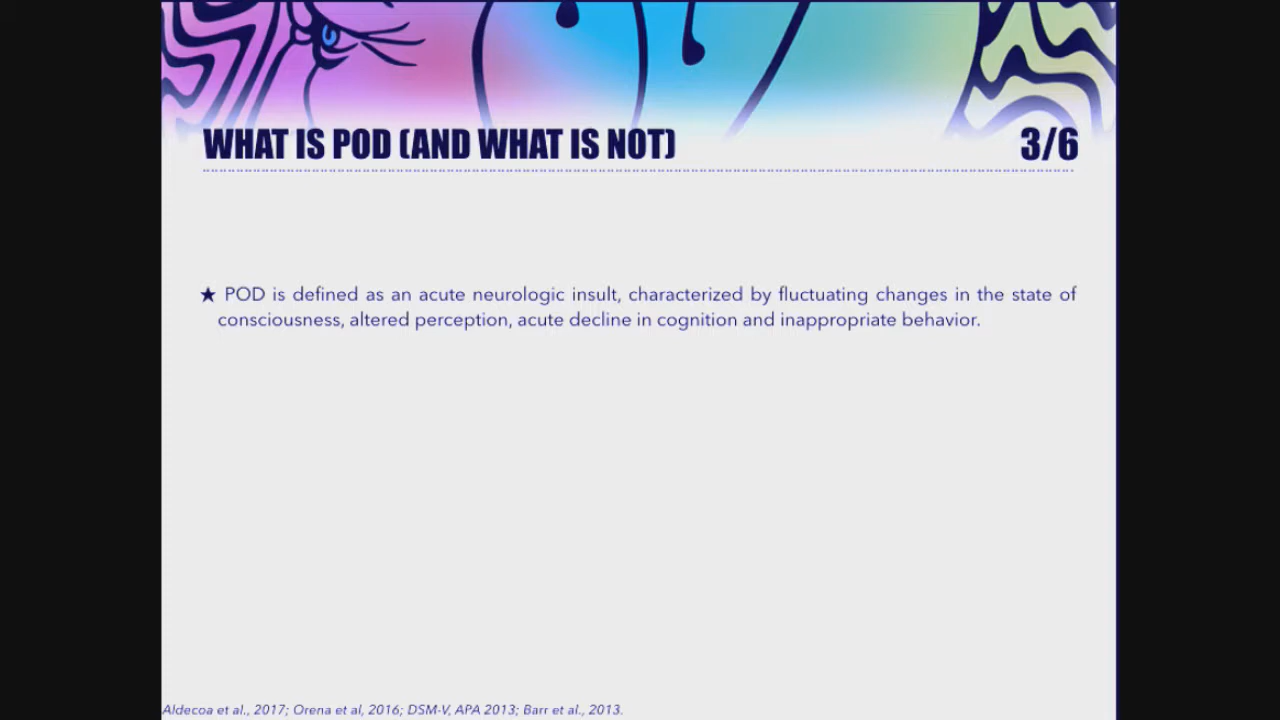 WHAT IS POD (AND WHAT IS NOT)
3/6
★ POD is defined as an acute neurologic insult, characterized by fluctuating changes in the state of
consciousness, altered perception, acute decline in cognition and inappropriate behavior.
Aldecoa et al., 2017; Orena et al, 2016; DSM-V, APA 2013; Barr et al., 2013.